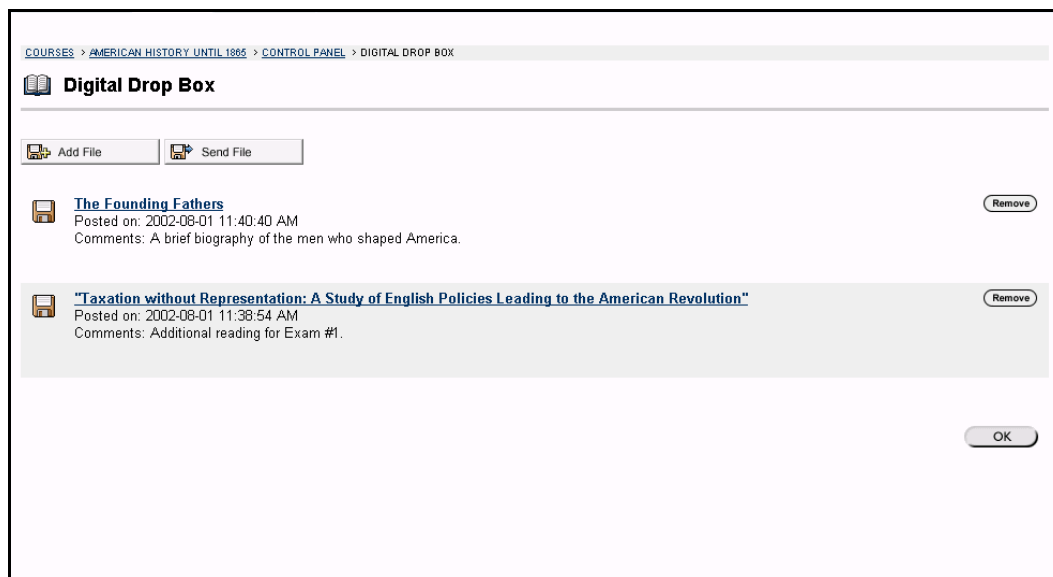 COURSES > AMERICAN HISTORY UNTIL 1865 > CONTROL PANEL > DIGITAL DROP BOX
Digital Drop Box
Add File Send File
The Founding Fathers Remove
Posted on: 2002-08-01 11:40:40 AM
Comments: A brief biography of the men who shaped America.
"Taxation without Representation: A Study of English Policies Leading to the American Revolution" Remove
Posted on: 2002-08-01 11:38:54 AM
Comments: Additional reading for Exam #1.
OK